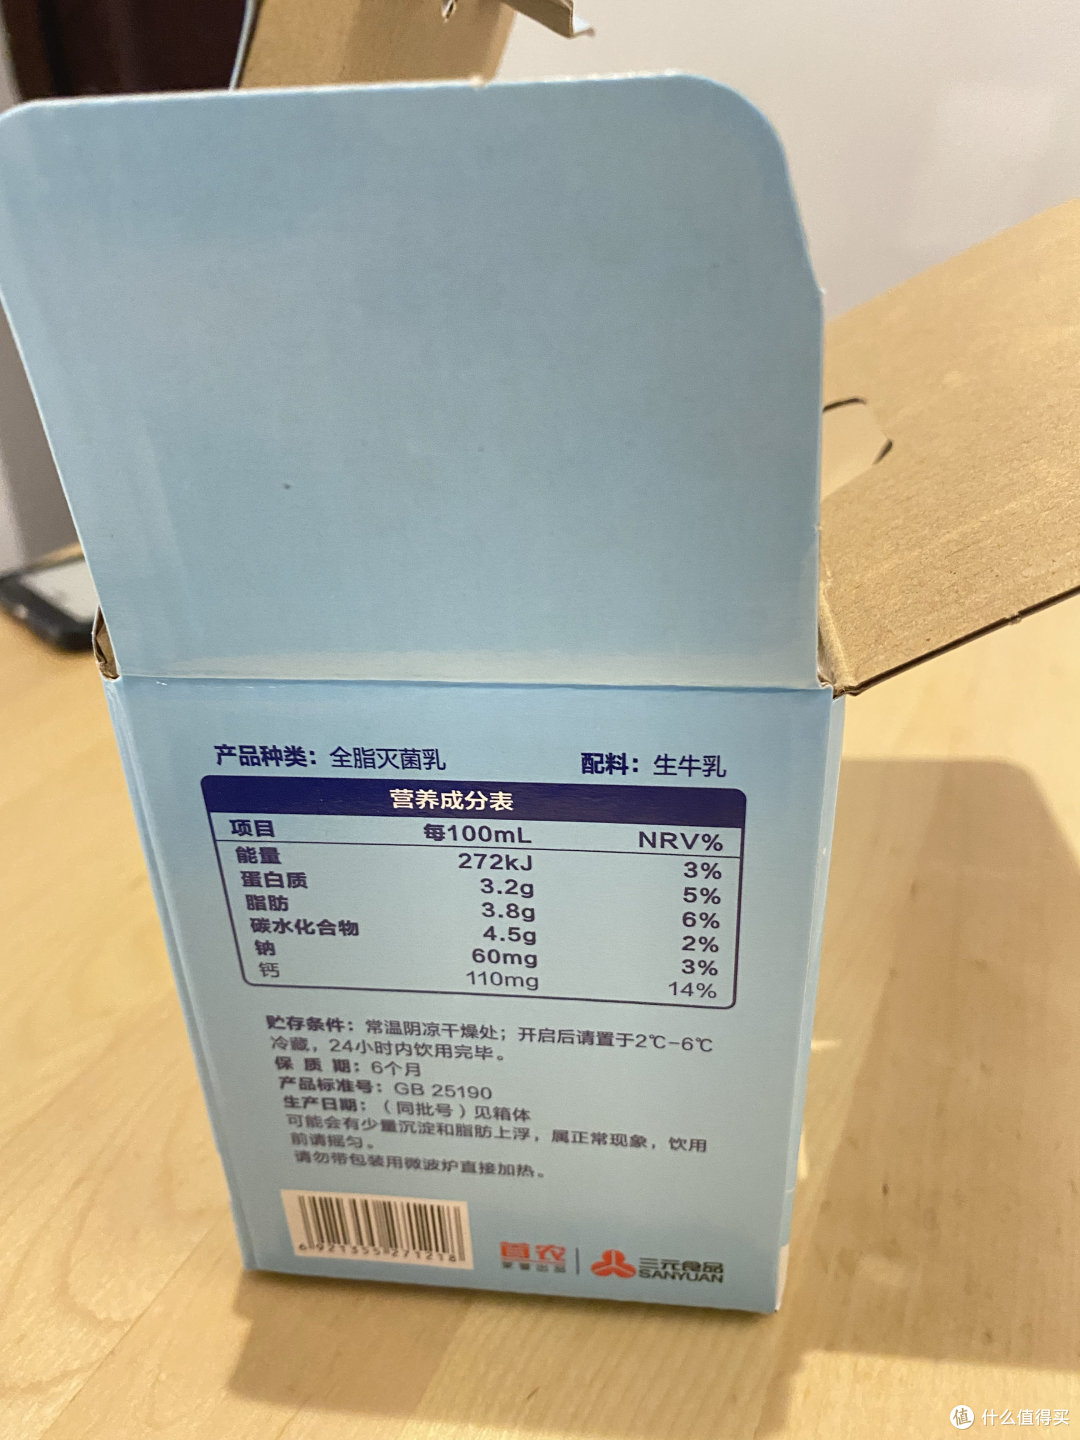 产品种类：全脂灭菌乳 配料：生牛乳
营养成分表
项目 每100mL NRV%
能量 272kJ 3%
蛋白质 3.2g 5%
脂肪 3.8g 6%
碳水化合物 4.5g 2%
钠 60mg 3%
钙 110mg 14%
贮存条件：常温阴凉干燥处；开启后请置于2℃-6℃
冷藏，24小时内饮用完毕。
保 质 期：6个月
产品标准号：GB 25190
生产日期：（同批号）见箱体
可能会有少量沉淀和脂肪上浮，属正常现象，饮用
前请摇匀。
请勿带包装用微波炉直接加热。
6 921355 271218
首农
荣誉出品
三元食品
SANYUAN
值 什么值得买